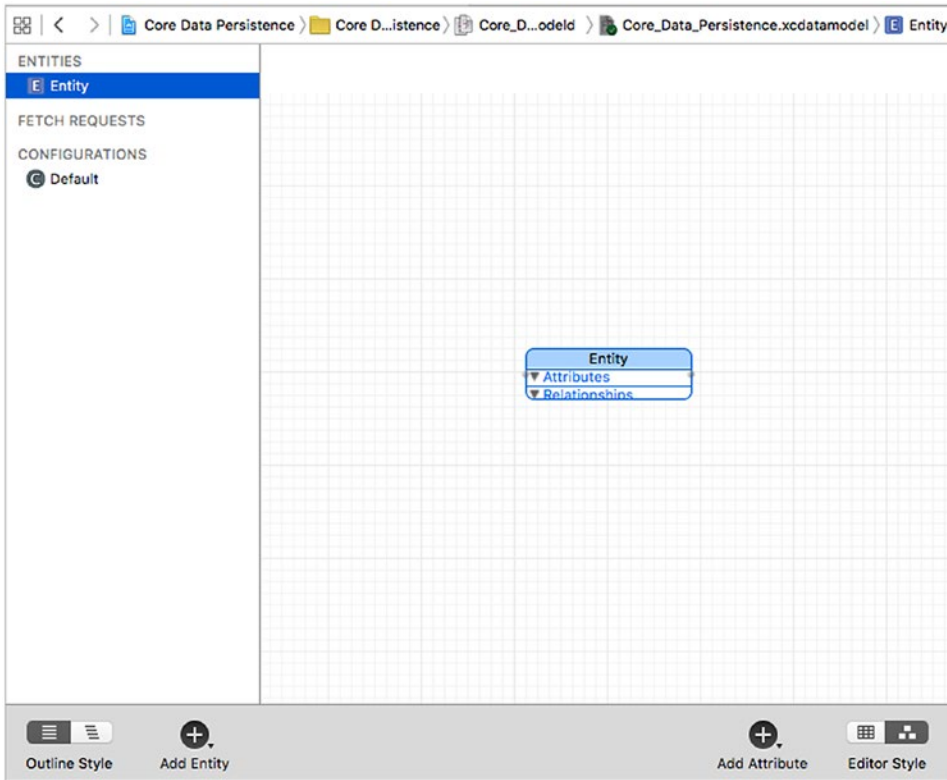 Core Data Persistence 〉 Core D...istence 〉 Core_D...odeld 〉 Core_Data_Persistence.xcdatamodel 〉 E Entity
ENTITIES
E Entity
FETCH REQUESTS
CONFIGURATIONS
C Default
Entity
Attributes
Relationships
Outline Style
Add Entity
Add Attribute
Editor Style